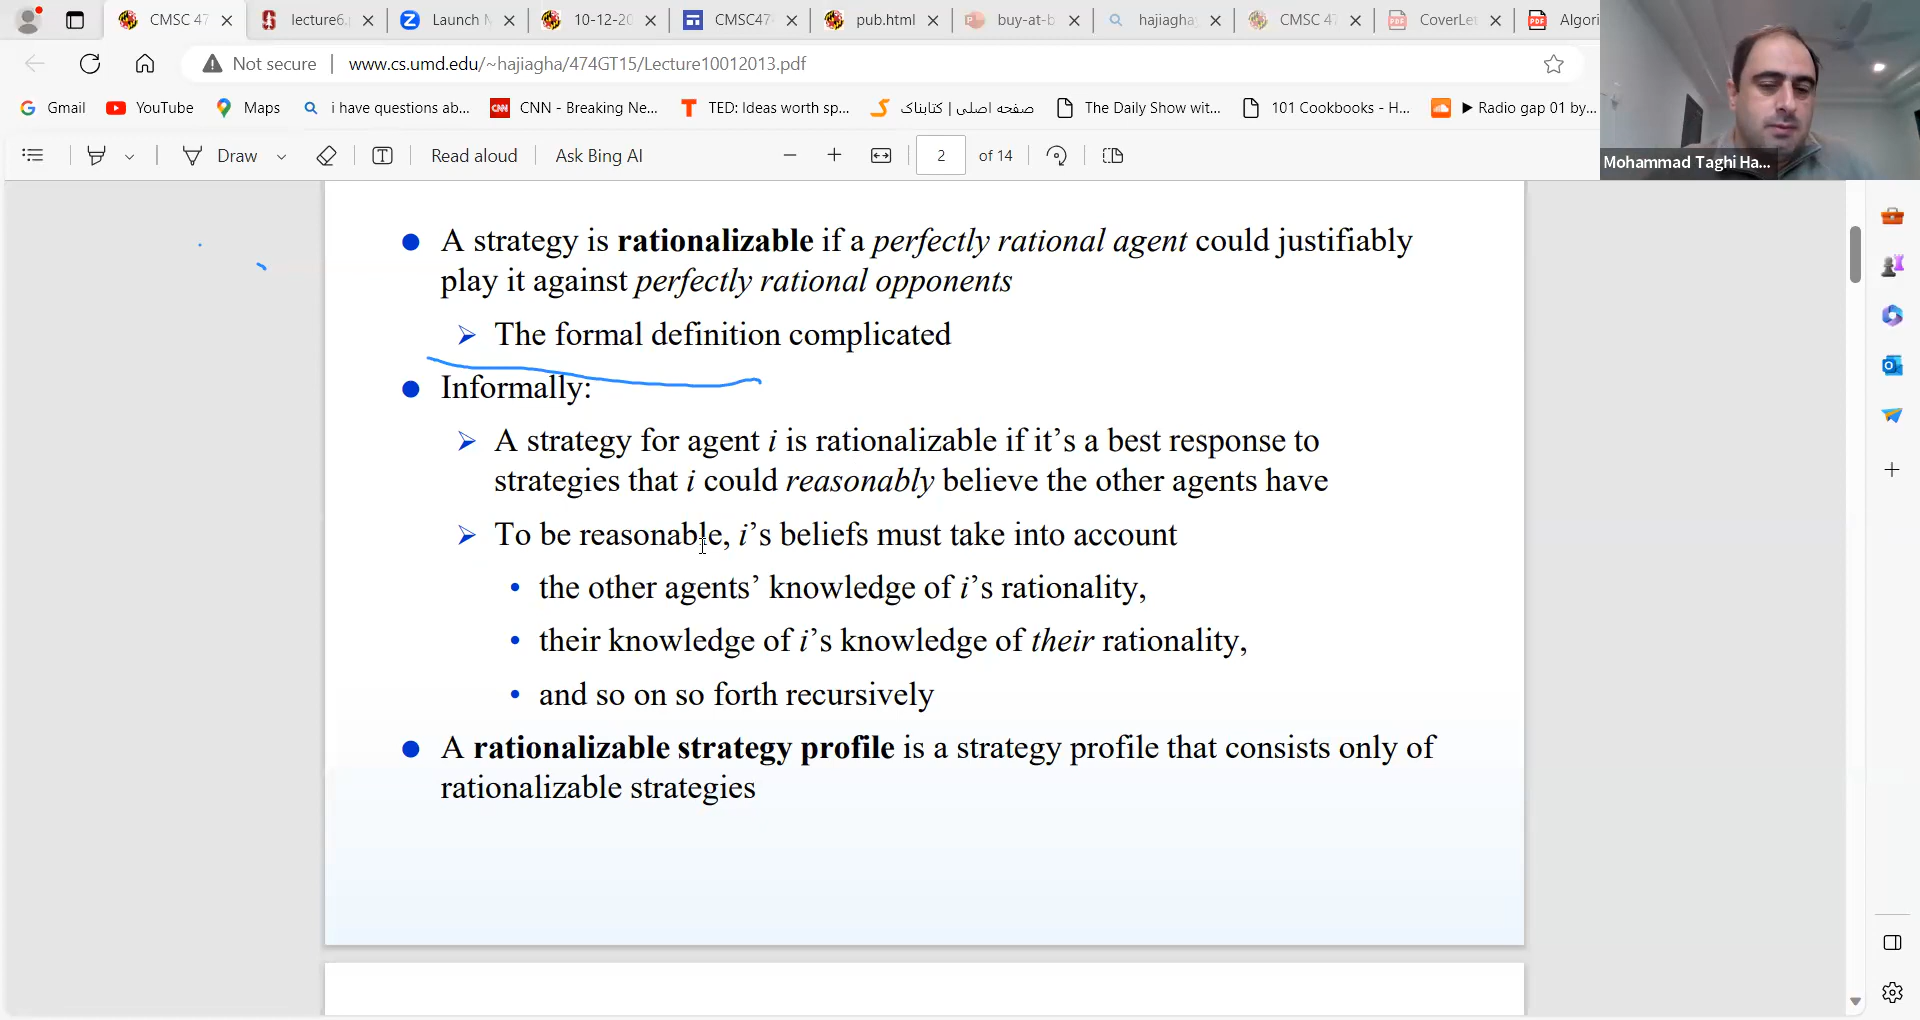 CMSC 47
lecture6.p
Launch M
10-12-20
CMSC47
pub.html
buy-at-b
hajiagha
CMSC 47
CoverLet
Algori
Not secure
www.cs.umd.edu/~hajiagha/474GT15/Lecture10012013.pdf
Gmail
YouTube
Maps
i have questions ab...
CNN - Breaking Ne...
TED: Ideas worth sp...
صفحه اصلی | کتابناک
The Daily Show wit...
101 Cookbooks - H...
▶ Radio gap 01 by...
Draw
Read aloud
Ask Bing AI
2
of 14
Mohammad Taghi Ha...
A strategy is rationalizable if a perfectly rational agent could justifiably
play it against perfectly rational opponents
The formal definition complicated
Informally:
A strategy for agent i is rationalizable if it’s a best response to
strategies that i could reasonably believe the other agents have
To be reasonable, i’s beliefs must take into account
the other agents’ knowledge of i’s rationality,
their knowledge of i’s knowledge of their rationality,
and so on so forth recursively
A rationalizable strategy profile is a strategy profile that consists only of
rationalizable strategies